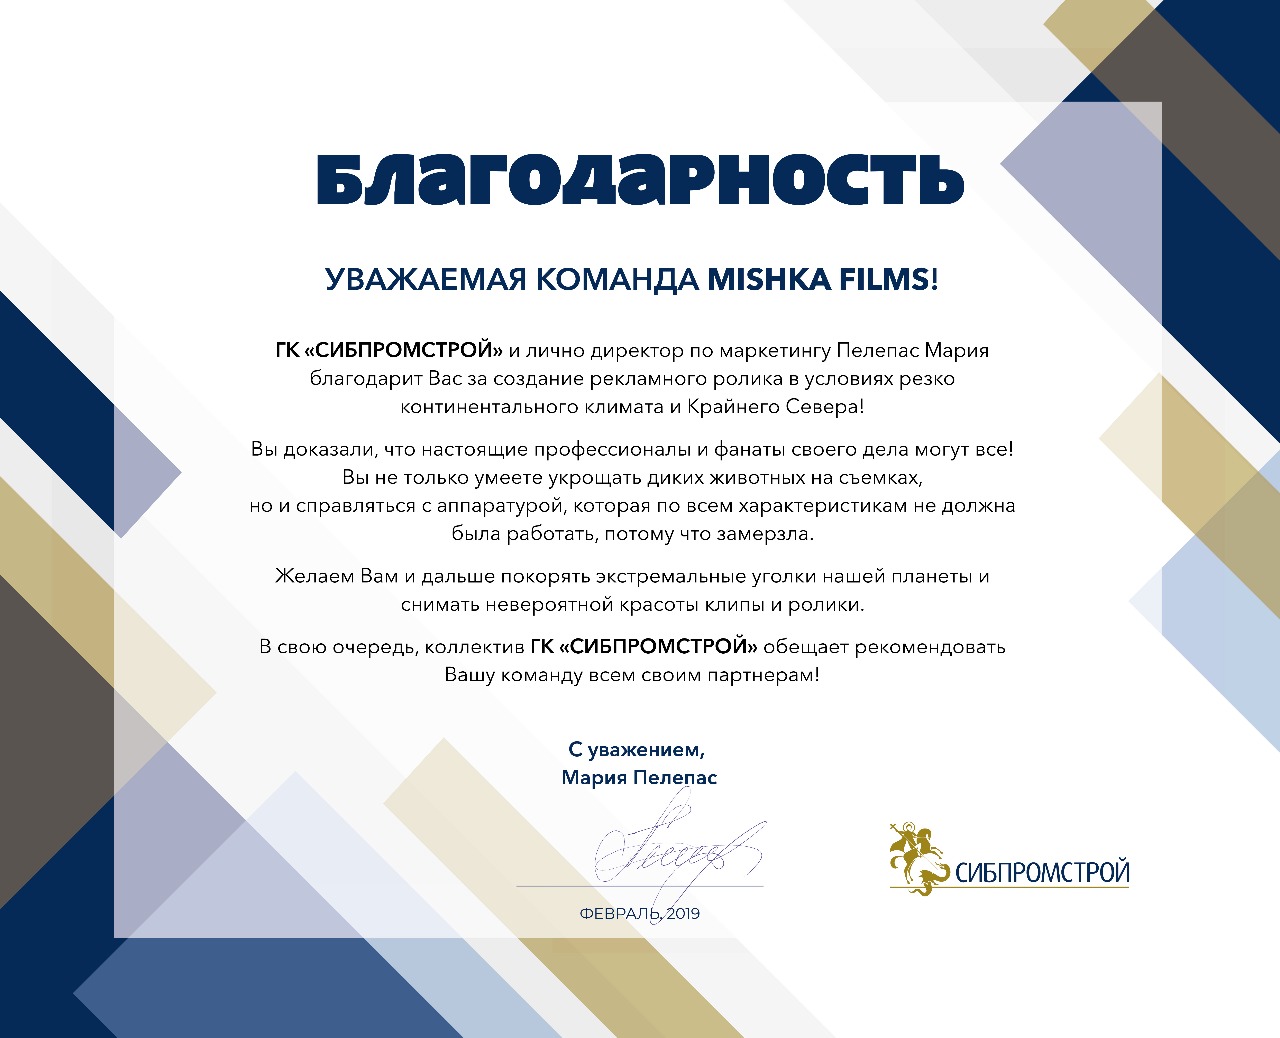 БЛАГОДАРНОСТЬ
УВАЖАЕМАЯ КОМАНДА MISHKA FILMS!
ГК «СИБПРОМСТРОЙ» и лично директор по маркетингу Пелепас Мария
благодарит Вас за создание рекламного ролика в условиях резко
континентального климата и Крайнего Севера!
Вы доказали, что настоящие профессионалы и фанаты своего дела могут все!
Вы не только умеете укрощать диких животных на съемках,
но и справляться с аппаратурой, которая по всем характеристикам не должна
была работать, потому что замерзла.
Желаем Вам и дальше покорять экстремальные уголки нашей планеты и
снимать невероятной красоты клипы и ролики.
В свою очередь, коллектив ГК «СИБПРОМСТРОЙ» обещает рекомендовать
Вашу команду всем своим партнерам!
С уважением,
Мария Пелепас
СИБПРОМСТРОЙ
ФЕВРАЛЬ, 2019